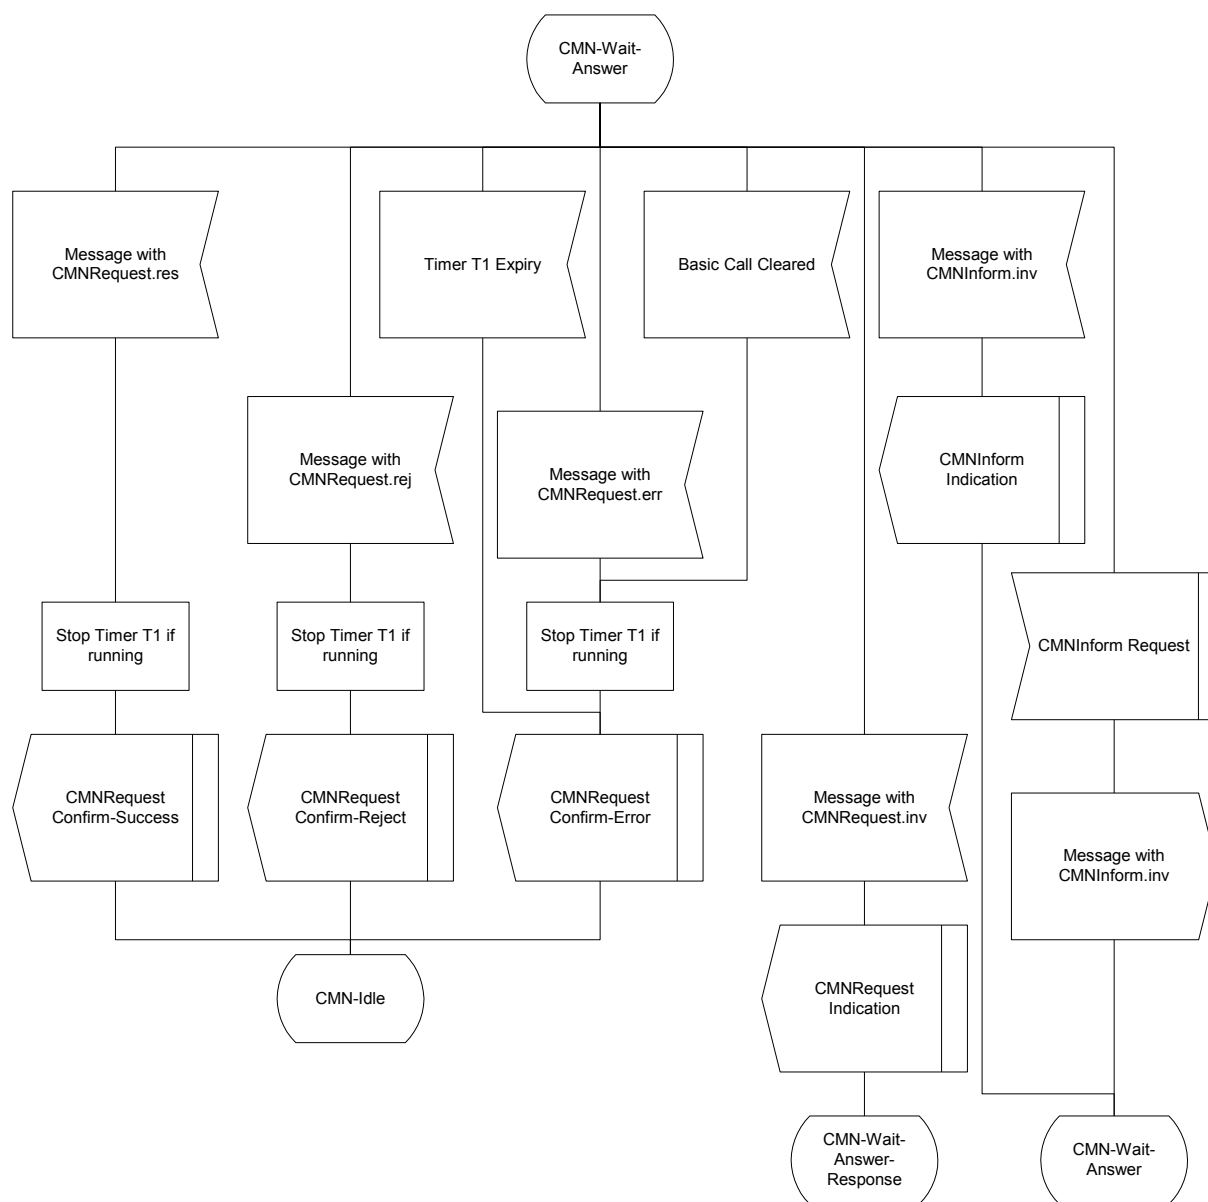 CMN-Wait-
Answer
Message with
CMNRequest.res
Timer T1 Expiry
Basic Call Cleared
Message with
CMNInform.inv
Message with
CMNRequest.rej
Message with
CMNRequest.err
CMNInform
Indication
Stop Timer T1 if
running
Stop Timer T1 if
running
Stop Timer T1 if
running
CMNInform Request
CMNRequest
Confirm-Success
CMNRequest
Confirm-Reject
CMNRequest
Confirm-Error
Message with
CMNRequest.inv
Message with
CMNInform.inv
CMN-Idle
CMNRequest
Indication
CMN-Wait-
Answer-
Response
CMN-Wait-
Answer